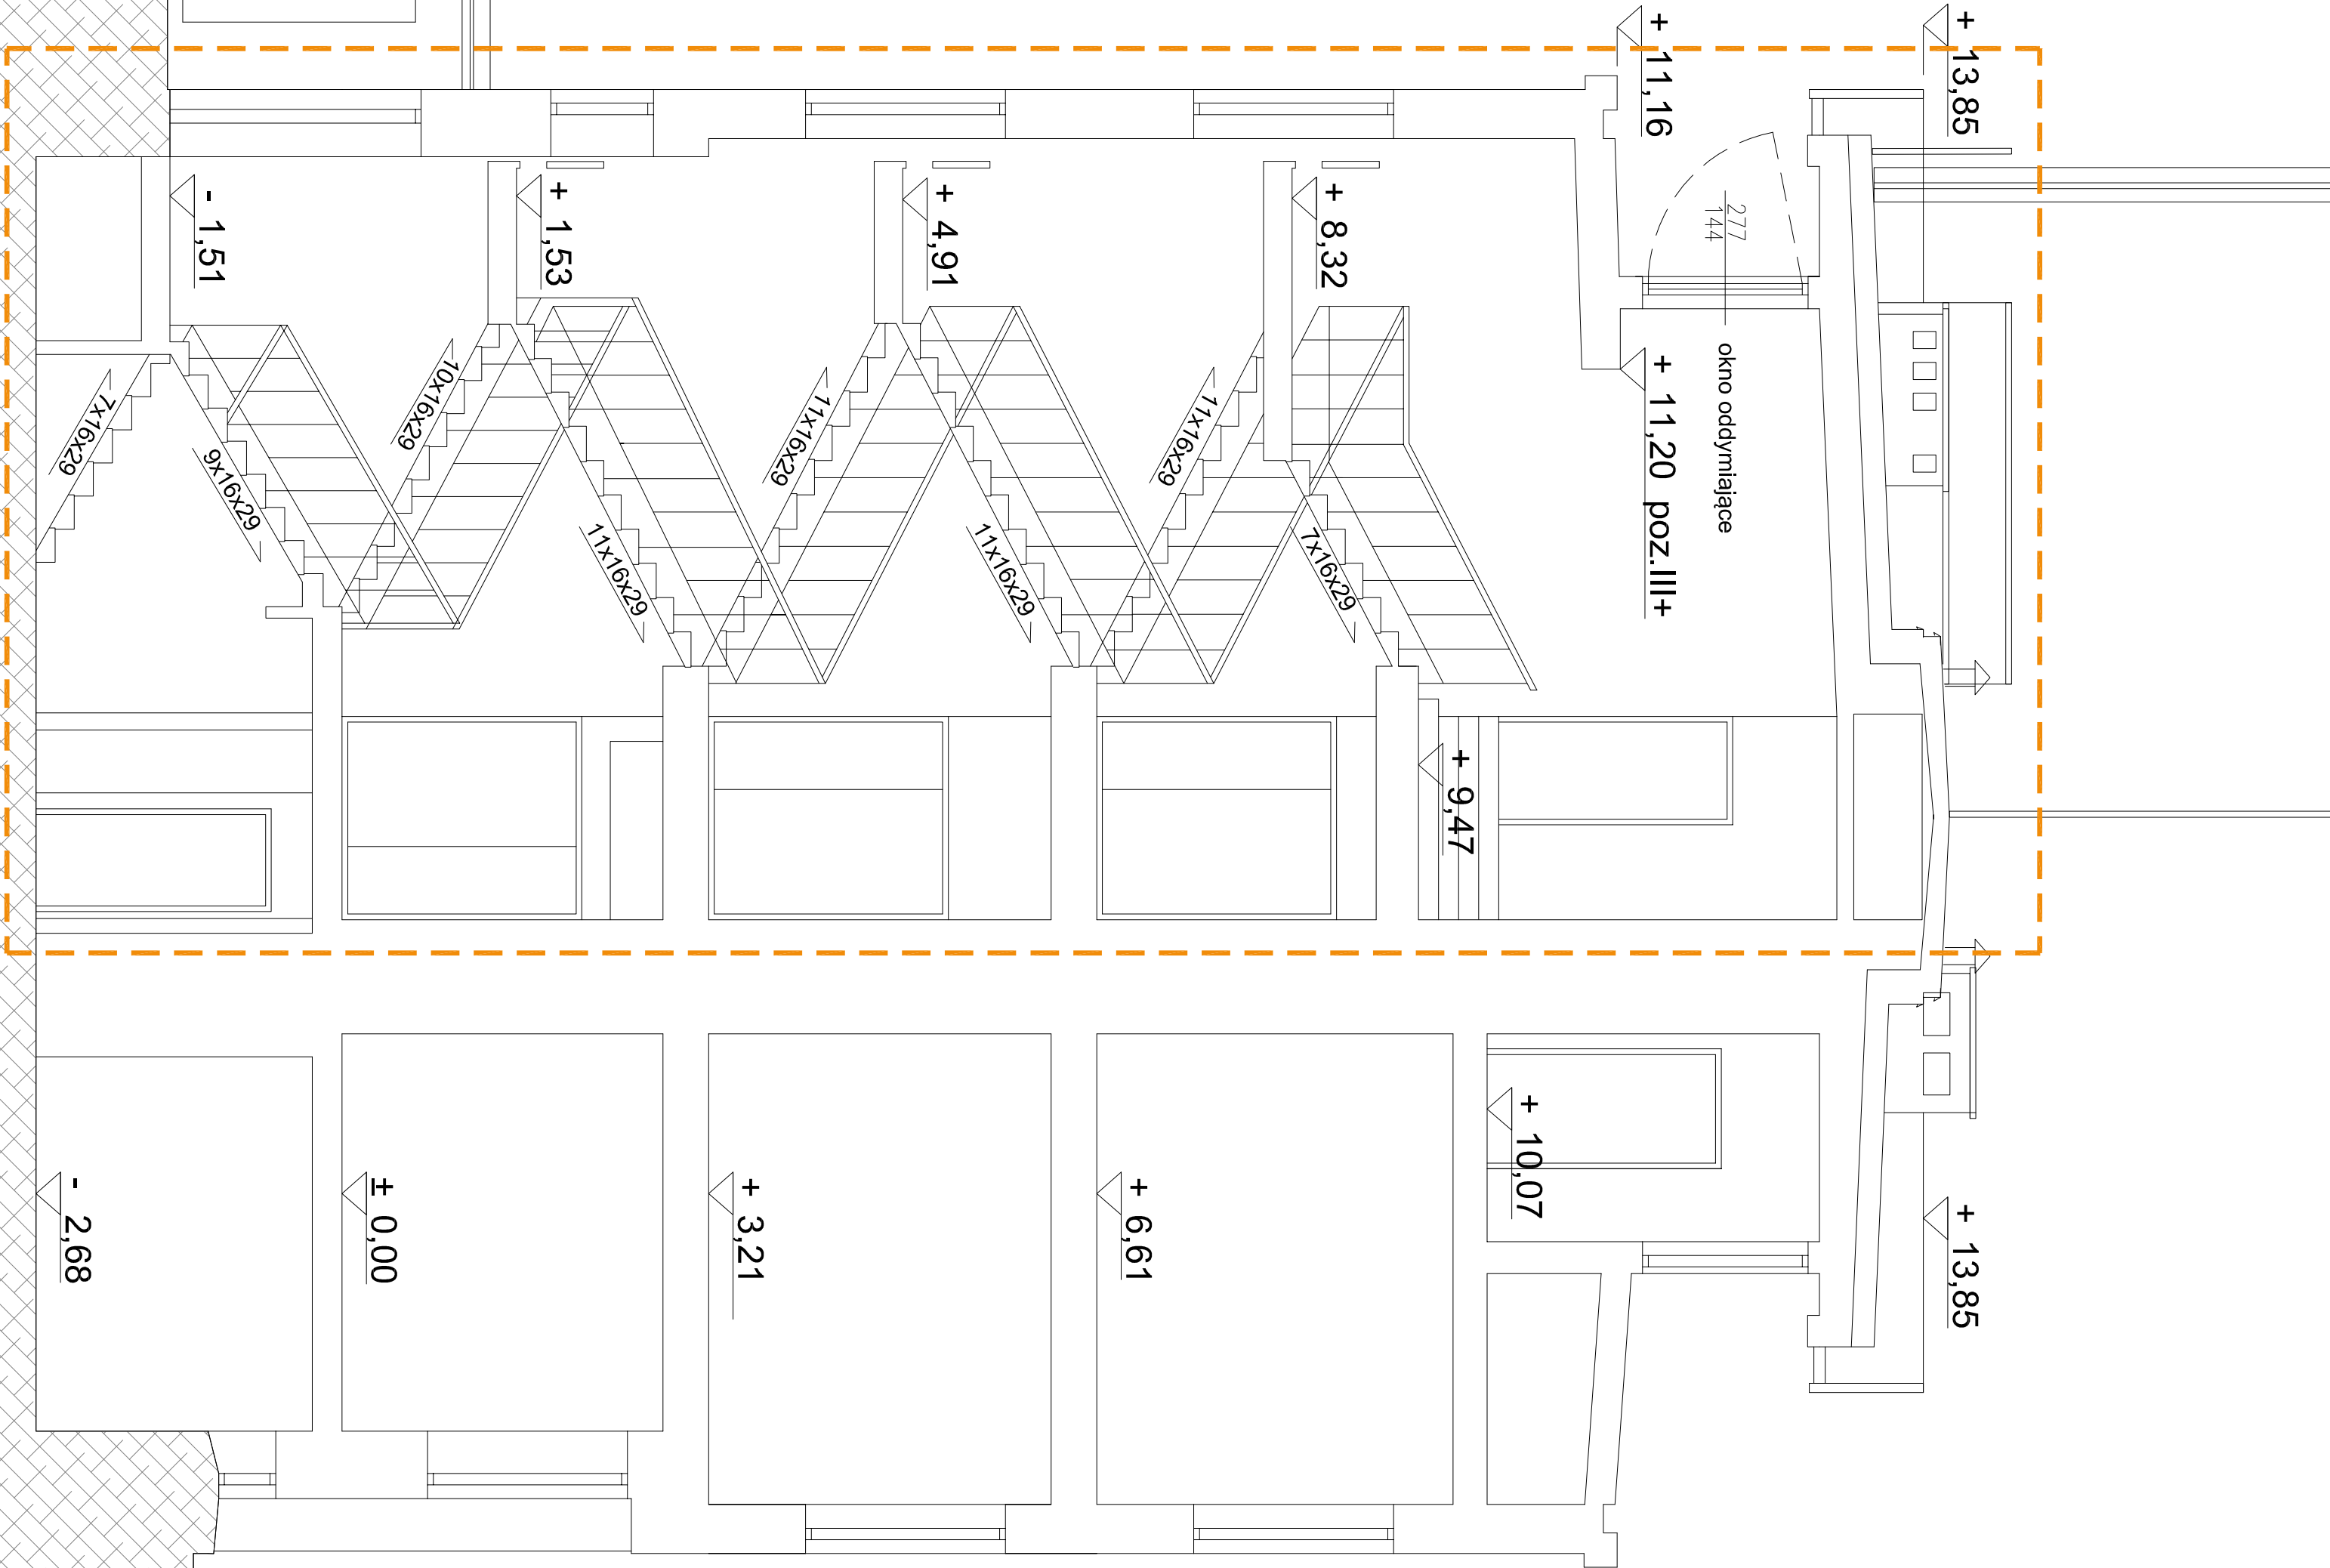 + 13,85
+ 11,16
277
144
okno oddymiające
+ 11,20 poz.III+
+ 8,32
+ 4,91
+ 1,53
- 1,51
7x16x29
11x16x29
11x16x29
11x16x29
11x16x29
10x16x29
9x16x29
7x16x29
+ 9,47
+ 13,85
+ 10,07
+ 6,61
+ 3,21
± 0,00
- 2,68